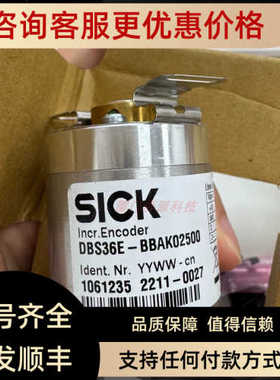 咨询客服更优惠价格
SICK
Incr.Encoder
DBS36E-BBAK02500
Ident. Nr. YYWW-cn
1061235 2211-0027
号齐全
品质保障 值得信赖
发顺丰
支持任何付款方式